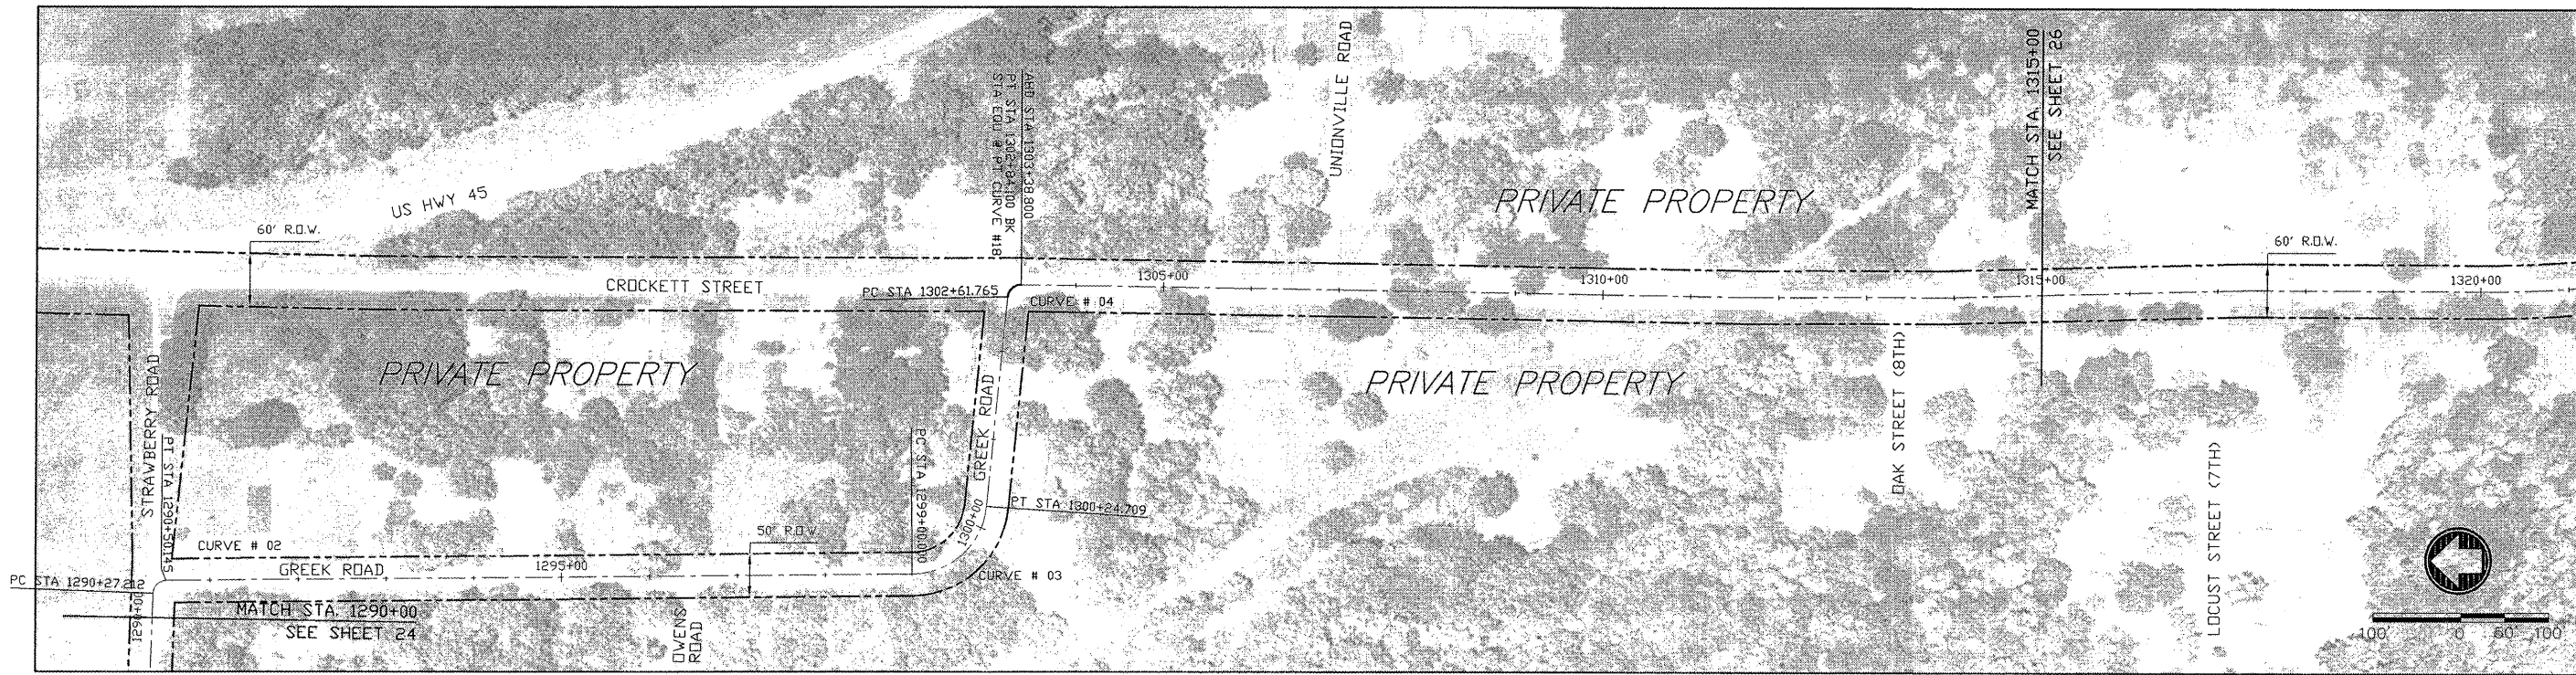 UNIONVILLE ROAD
MATCH STA. 1315+00
SEE SHEET 26
AHD STA 1303+38.800
PT STA 1302+84.100 BK
STA EQU @ PT CURVE #18
US HWY 45
PRIVATE PROPERTY
60' R.O.W.
60' R.O.W.
CROCKETT STREET
PC STA 1302+61.765
CURVE # 04
1305+00
1310+00
1315+00
1320+00
STRAWBERRY ROAD
PRIVATE PROPERTY
GREEK ROAD
PRIVATE PROPERTY
OAK STREET (8TH)
LOCUST STREET (7TH)
PT STA 1290+50.145
PC STA 1299+00.000
PT STA 1300+24.709
1300+00
CURVE # 02
50' R.O.W.
GREEK ROAD
1295+00
CURVE # 03
PC STA 1290+27.212
1290+00
MATCH STA. 1290+00
SEE SHEET 24
OWENS
ROAD
100
0
50
100